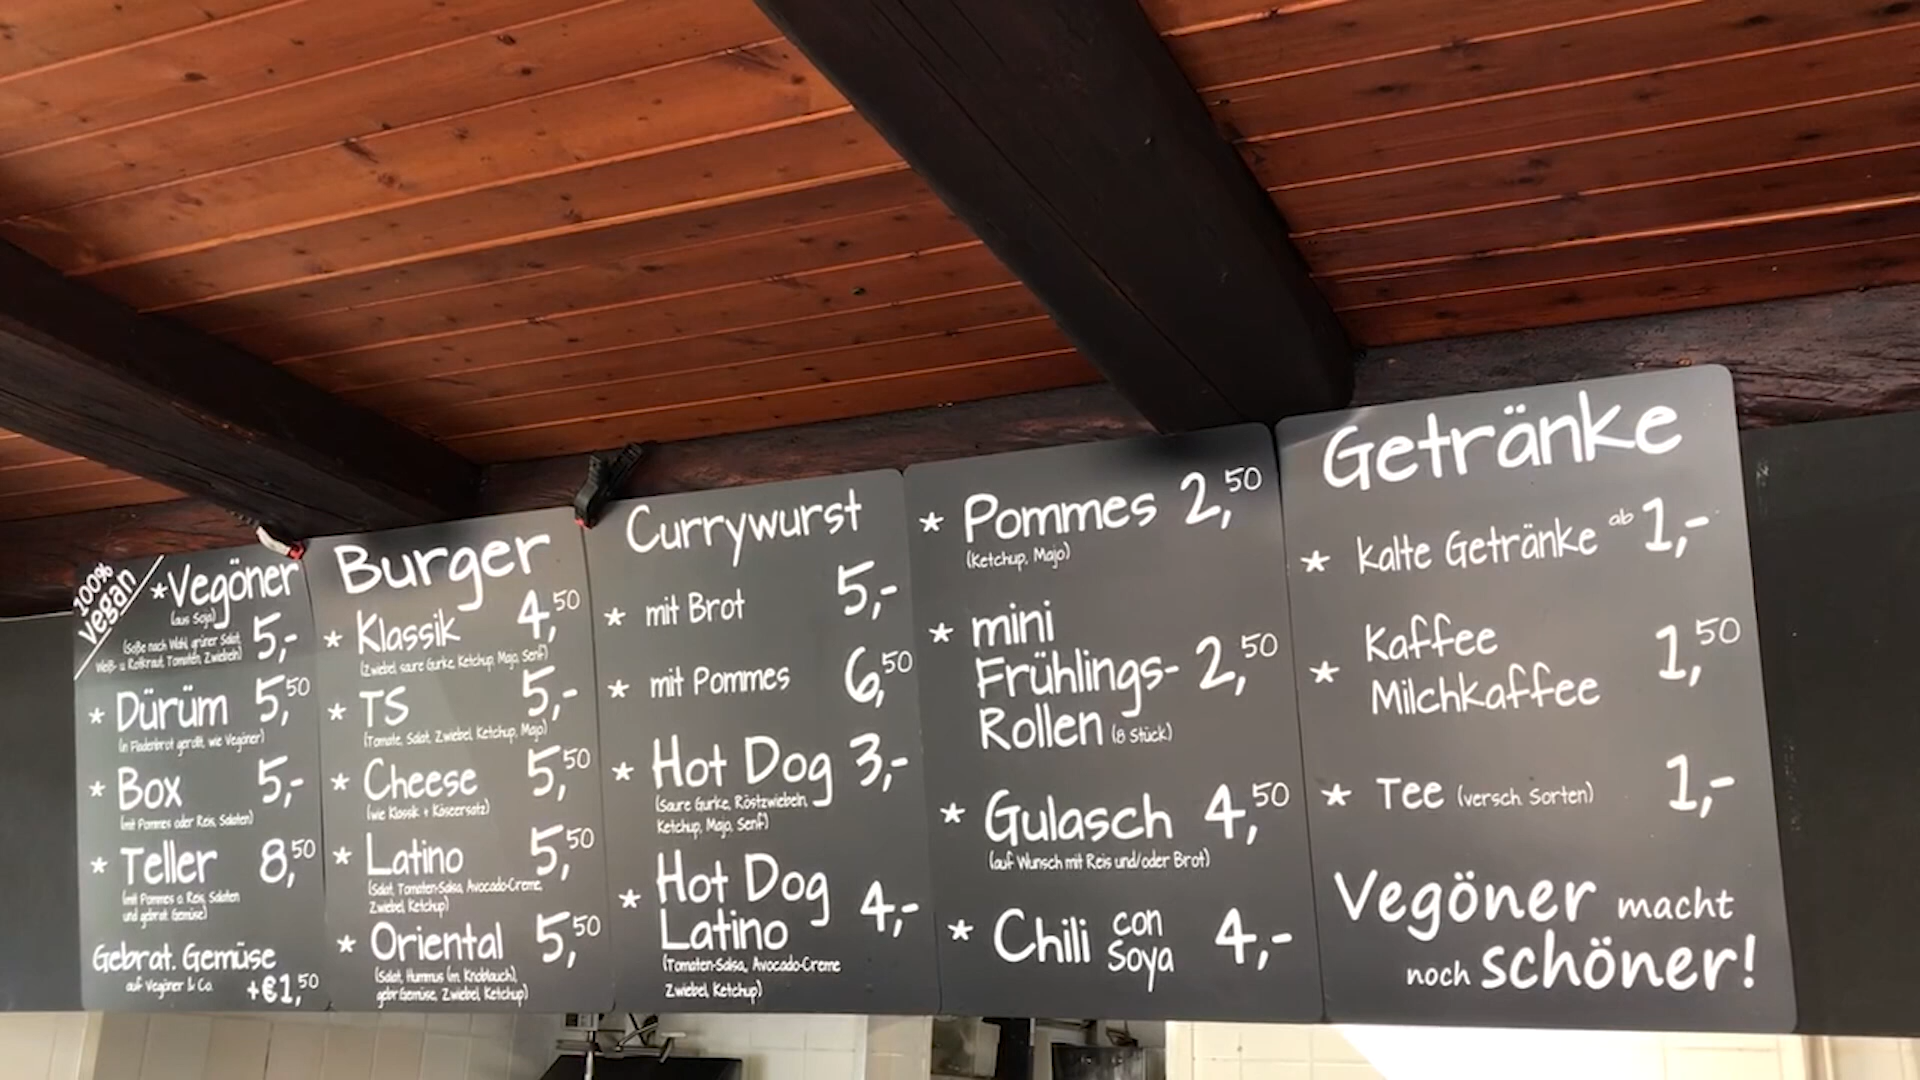 100%
vegan
*Vegöner
(aus Soja)
(Soße nach Wahl, grüner Salat, 5,-
Weiß- u. Rotkraut, Tomaten, Zwiebeln)
* Dürüm 5,50
(in Fladenbrot gerollt, wie Vegöner)
* Box 5,-
(mit Pommes oder Reis, Salaten)
* Teller 8,50
(mit Pommes o. Reis, Salaten
und gebrat. Gemüse)
Gebrat. Gemüse
auf Vegöner & Co. +€1,50
Burger
* Klassik 4,50
(Zwiebel, saure Gurke, Ketchup, Majo, Senf)
* TS 5,-
(Tomate, Salat, Zwiebel, Ketchup, Majo)
* Cheese 5,50
(wie Klassik + Käseersatz)
* Latino 5,50
(Salat, Tomaten-Salsa, Avocado-Creme,
Zwiebel, Ketchup)
* Oriental 5,50
(Salat, Hummus (m. Knoblauch),
gebr. Gemüse, Zwiebel, Ketchup)
Currywurst
* mit Brot 5,-
* mit Pommes 6,50
* Hot Dog 3,-
(Saure Gurke, Röstzwiebeln,
Ketchup, Majo, Senf)
* Hot Dog
Latino 4,-
(Tomaten-Salsa, Avocado-Creme
Zwiebel, Ketchup)
* Pommes 2,50
(Ketchup, Majo)
* mini
Frühlings- 2,50
Rollen (8 Stück)
* Gulasch 4,50
(auf Wunsch mit Reis und/oder Brot)
* Chili con
Soya 4,-
Getränke
* kalte Getränke ab 1,-
* Kaffee
Milchkaffee 1,50
* Tee (versch. Sorten) 1,-
Vegöner macht
noch schöner!